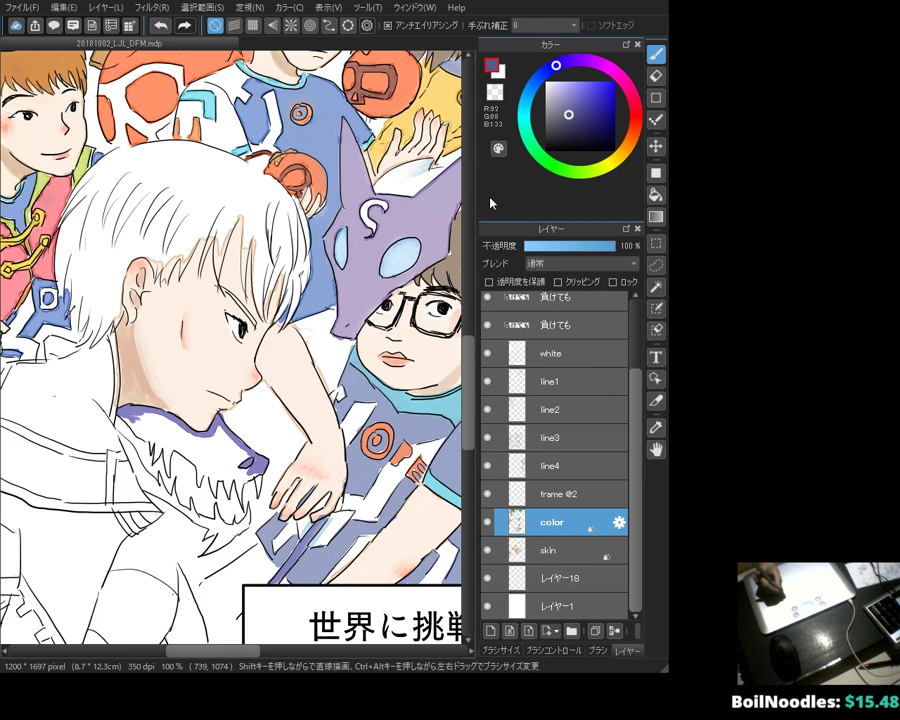 ファイル(F) 編集(E) レイヤー(L) フィルタ(R) 選択範囲(S) 定規(N) カラー(C) 表示(V) ツール(T) ウィンドウ(W) Help
アンチエイリアシング 手ぶれ補正 0 ソフトエッジ
20181002_LJL_DFM.mdp
カラー
R:92
G:88
B:133
レイヤー
不透明度 100 %
ブレンド 通常
透明度を保護 クリッピング ロック
負けても
負けても
white
line1
line2
line3
line4
frame @2
color
skin
レイヤー18
レイヤー1
世界に挑戦
ブラシサイズ ブラシコントロール ブラシ レイヤー
1200 * 1697 pixel (8.7 * 12.3cm) 350 dpi 100 % ( 739, 1074 ) Shiftキーを押しながらで直線描画、Ctrl+Altキーを押しながら左右ドラッグでブラシサイズ変更
BoilNoodles: $15.48